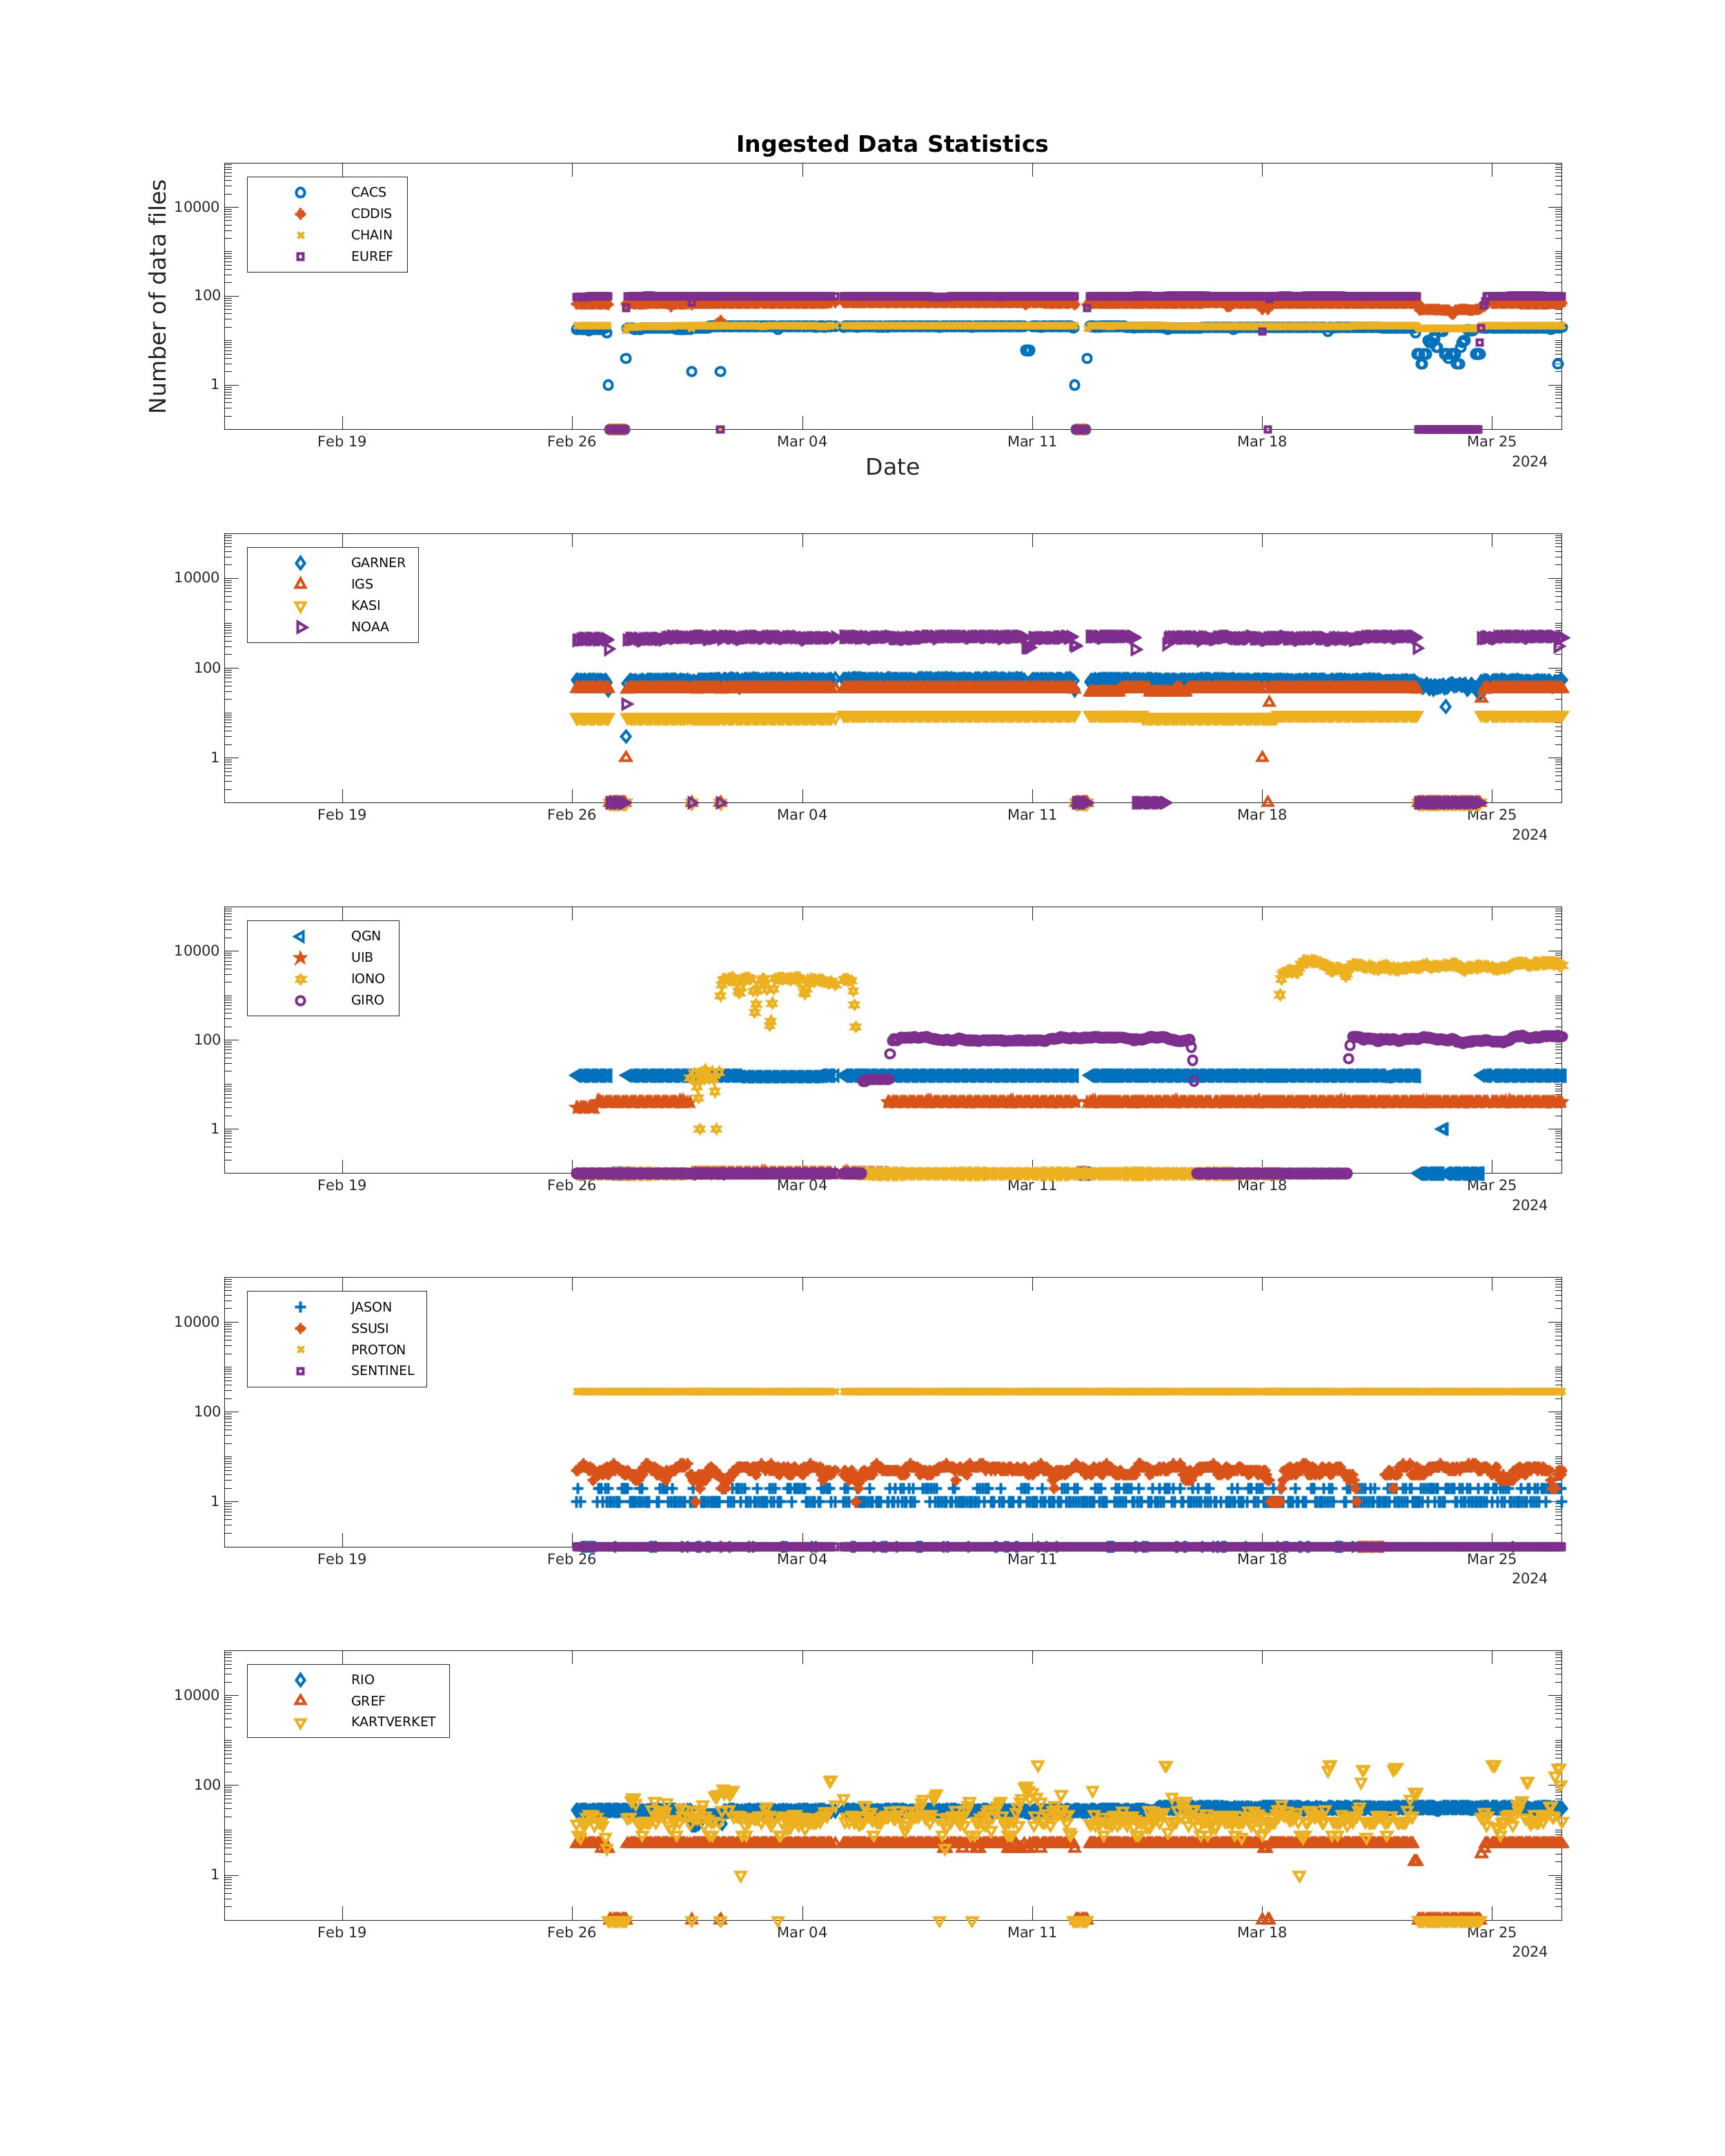 Ingested Data Statistics
Number of data files
CACS
CDDIS
CHAIN
EUREF
10000
100
1
Feb 19 Feb 26 Mar 04 Mar 11 Mar 18 Mar 25
2024
Date
GARNER
IGS
KASI
NOAA
10000
100
1
Feb 19 Feb 26 Mar 04 Mar 11 Mar 18 Mar 25
2024
QGN
UIB
IONO
GIRO
10000
100
1
Feb 19 Feb 26 Mar 04 Mar 11 Mar 18 Mar 25
2024
JASON
SSUSI
PROTON
SENTINEL
10000
100
1
Feb 19 Feb 26 Mar 04 Mar 11 Mar 18 Mar 25
2024
RIO
GREF
KARTVERKET
10000
100
1
Feb 19 Feb 26 Mar 04 Mar 11 Mar 18 Mar 25
2024